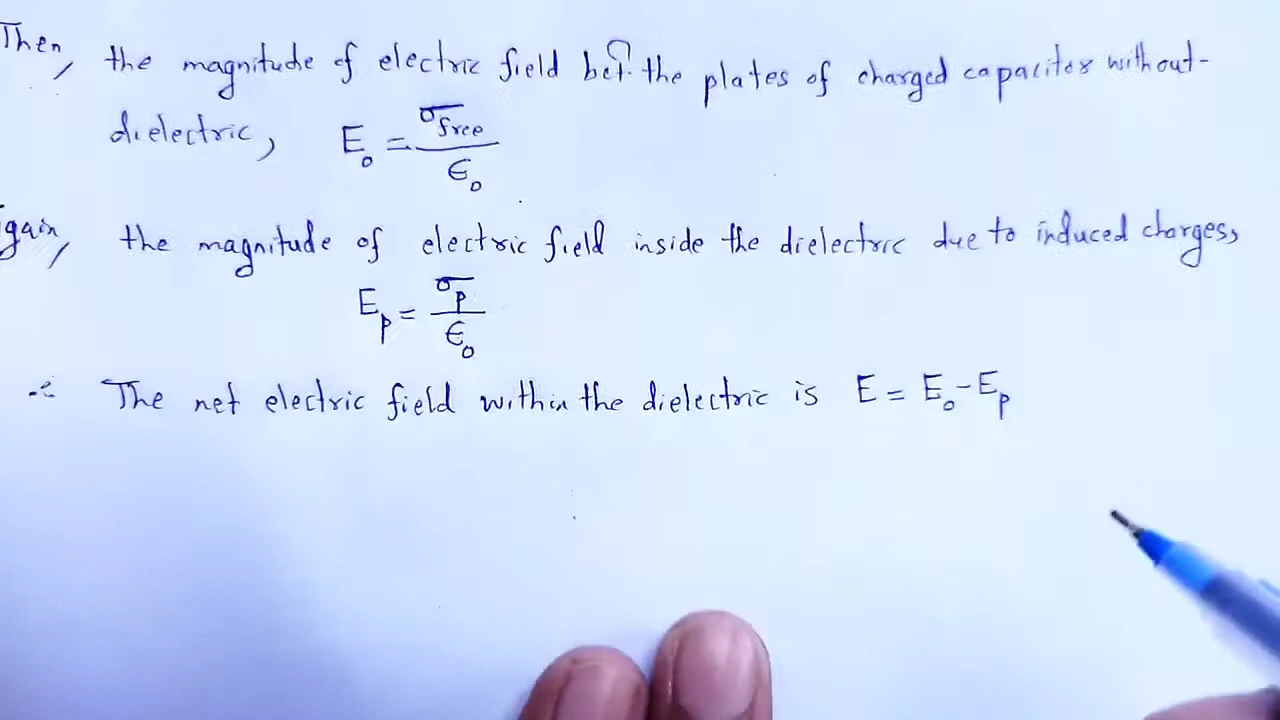 Then, the magnitude of electric field bet n the plates of charged capacitor without
dielectric, E₀ = σfree / ϵ₀
gain, the magnitude of electric field inside the dielectric due to induced charges,
Ep = σp / ϵ₀
∴ The net electric field within the dielectric is E = E₀ - Ep